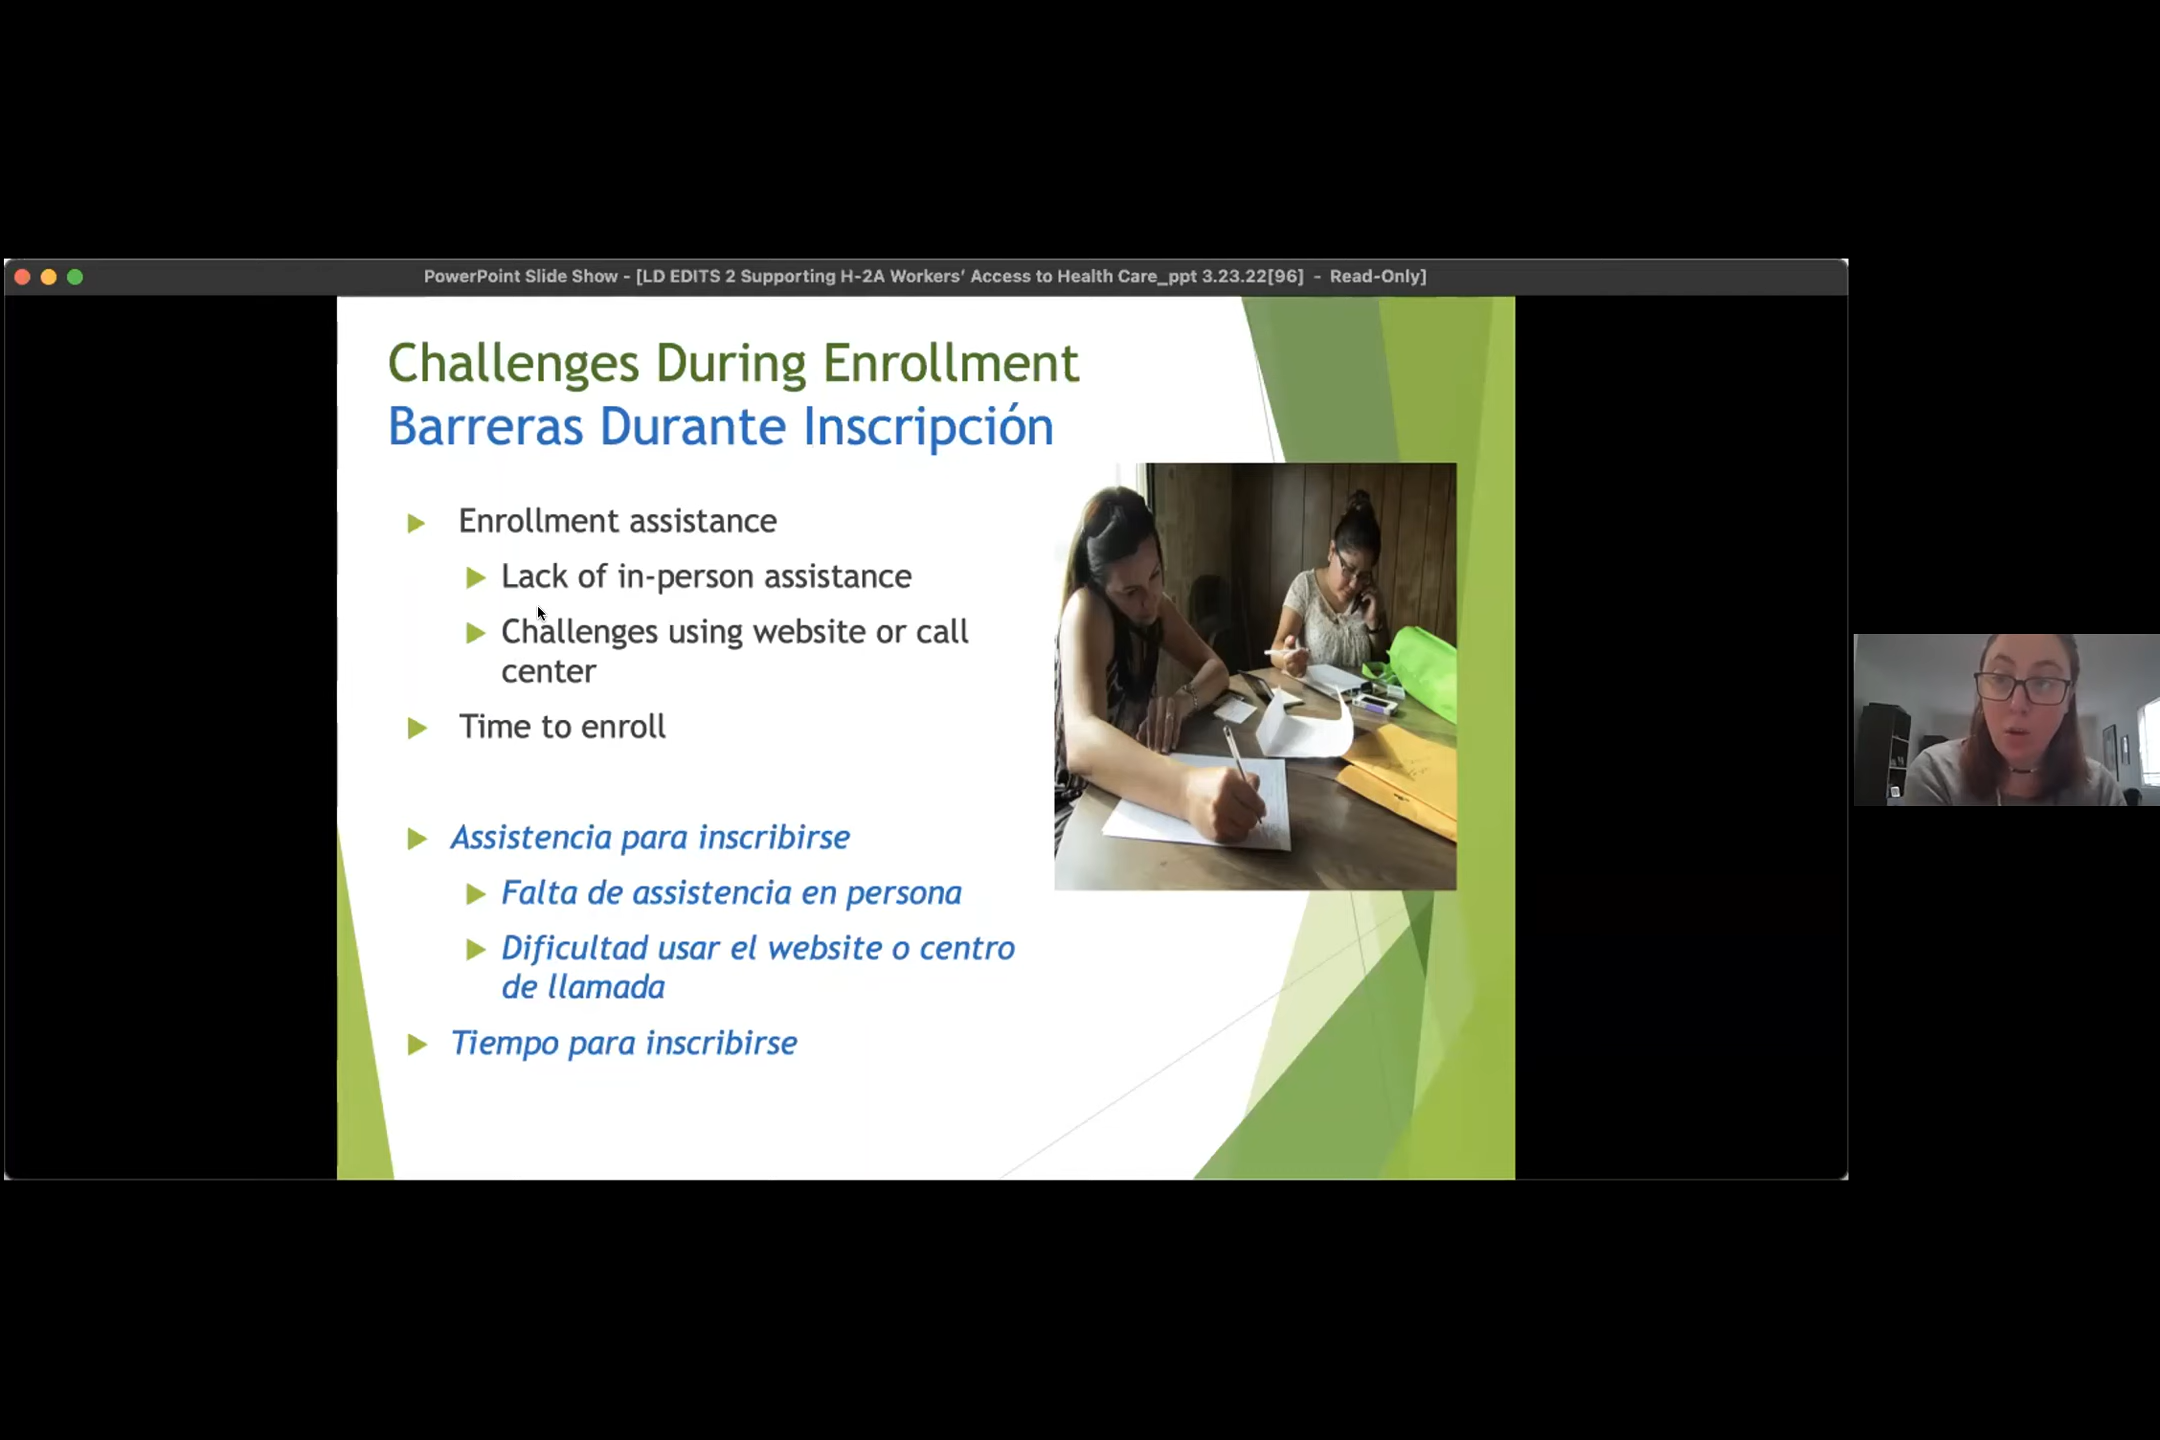 PowerPoint Slide Show - [LD EDITS 2 Supporting H-2A Workers' Access to Health Care_ppt 3.23.22[96] - Read-Only]
Challenges During Enrollment
Barreras Durante Inscripción
Enrollment assistance
Lack of in-person assistance
Challenges using website or call
center
Time to enroll
Assistencia para inscribirse
Falta de assistencia en persona
Dificultad usar el website o centro
de llamada
Tiempo para inscribirse